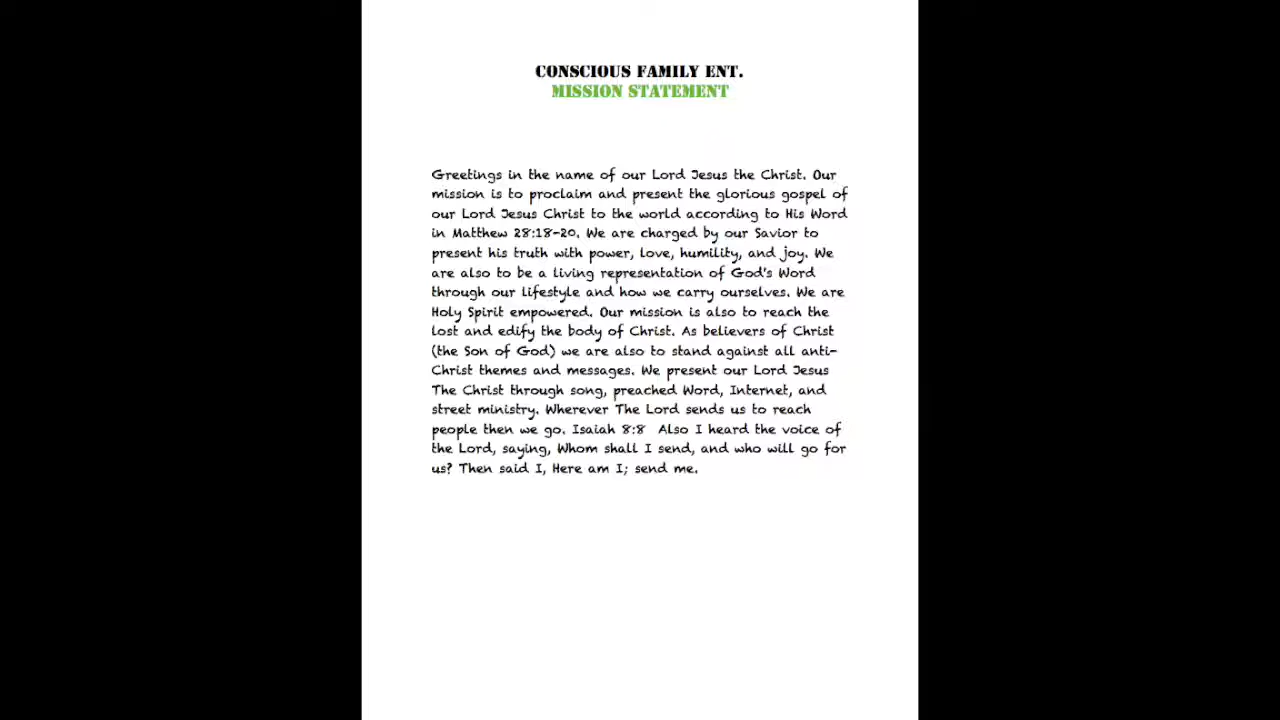 CONSCIOUS FAMILY ENT.
MISSION STATEMENT
Greetings in the name of our Lord Jesus the Christ. Our
mission is to proclaim and present the glorious gospel of
our Lord Jesus Christ to the world according to His Word
in Matthew 28:18-20. We are charged by our Savior to
present his truth with power, love, humility, and joy. We
are also to be a living representation of God's Word
through our lifestyle and how we carry ourselves. We are
Holy Spirit empowered. Our mission is also to reach the
lost and edify the body of Christ. As believers of Christ
(the Son of God) we are also to stand against all anti-
Christ themes and messages. We present our Lord Jesus
The Christ through song, preached Word, Internet, and
street ministry. Wherever The Lord sends us to reach
people then we go. Isaiah 8:8  Also I heard the voice of
the Lord, saying, Whom shall I send, and who will go for
us? Then said I, Here am I; send me.